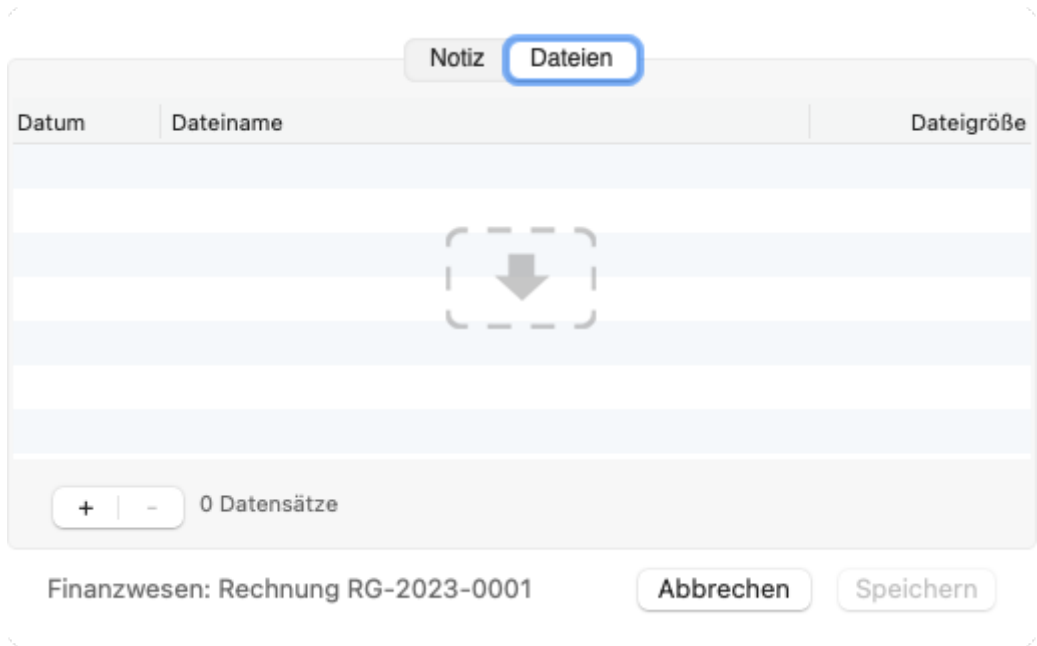 Notiz Dateien
Datum Dateiname Dateigröße
+ - 0 Datensätze
Finanzwesen: Rechnung RG-2023-0001 Abbrechen Speichern